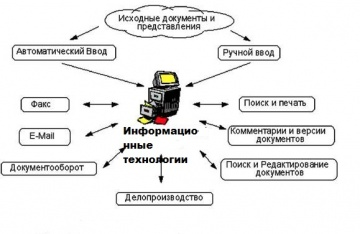 Исходные документы и
представления
Автоматический Ввод
Ручной ввод
Факс
Поиск и печать
E-Mail
Информацио
нные
технологии
Комментарии и версии
документов
Документооборот
Поиск и Редактирование
документов
Делопроизводство